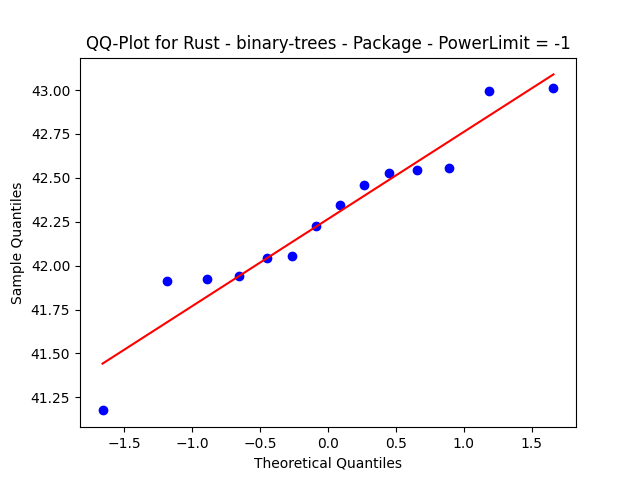 QQ-Plot for Rust - binary-trees - Package - PowerLimit = -1
43.00
42.75
42.50
42.25
42.00
41.75
41.50
41.25
Sample Quantiles
−1.5 −1.0 −0.5 0.0 0.5 1.0 1.5
Theoretical Quantiles